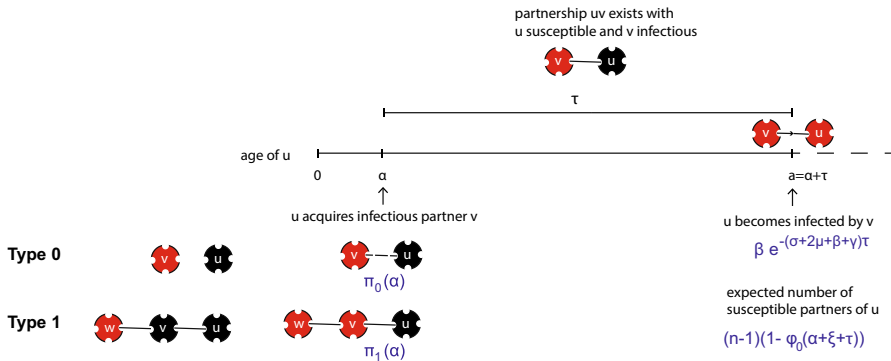 partnership uv exists with
u susceptible and v infectious
v u
τ
v u
age of u
0 α a=α+τ
u acquires infectious partner v
u becomes infected by v
β e^-(σ+2μ+β+γ)τ
Type 0 v u v u
π₀(α)
expected number of
susceptible partners of u
Type 1 w v u w v u
π₁(α)
(n-1)(1- φ₀(α+ξ+τ))